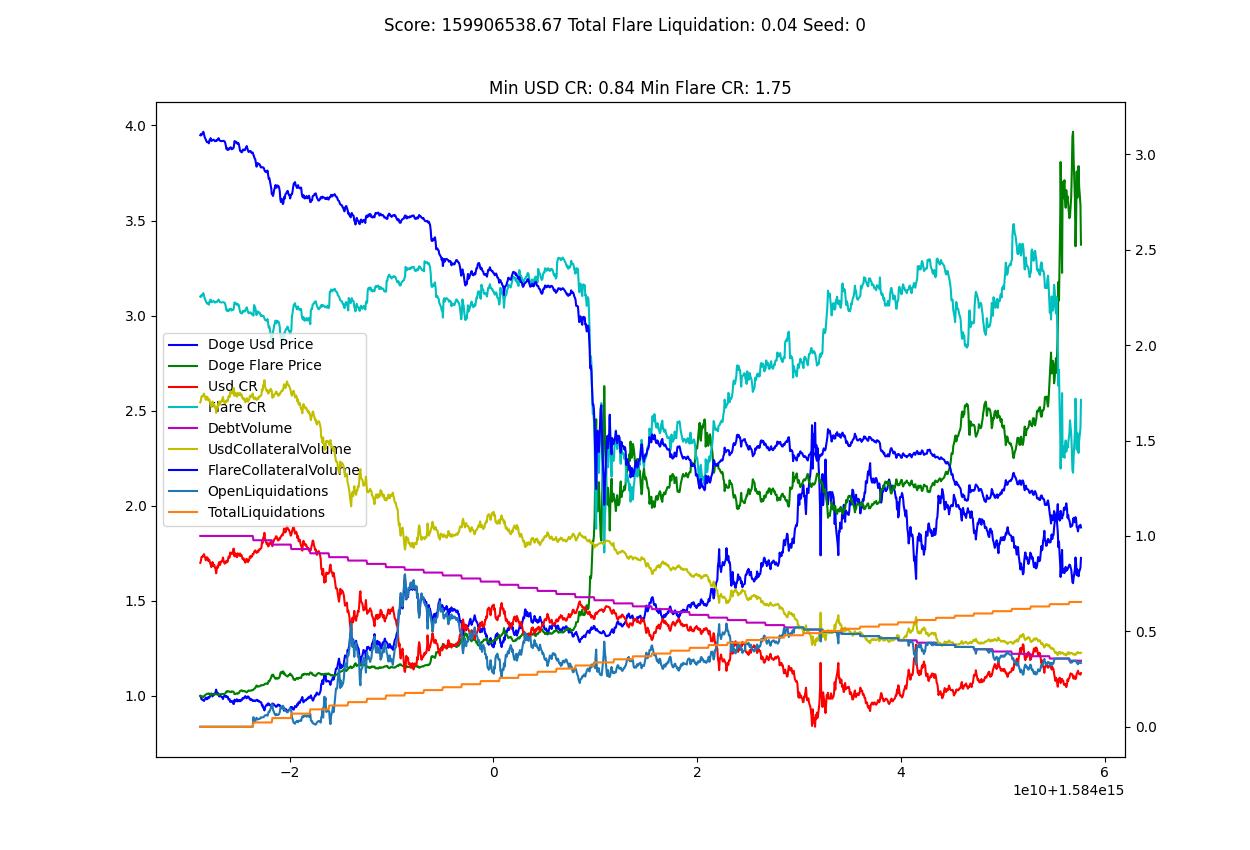 Score: 159906538.67 Total Flare Liquidation: 0.04 Seed: 0
Min USD CR: 0.84 Min Flare CR: 1.75
4.0
3.5
3.0
2.5
2.0
1.5
1.0
3.0
2.5
2.0
1.5
1.0
0.5
0.0
Doge Usd Price
Doge Flare Price
Usd CR
Flare CR
DebtVolume
UsdCollateralVolume
FlareCollateralVolume
OpenLiquidations
TotalLiquidations
−2 0 2 4 6
1e10+1.584e15